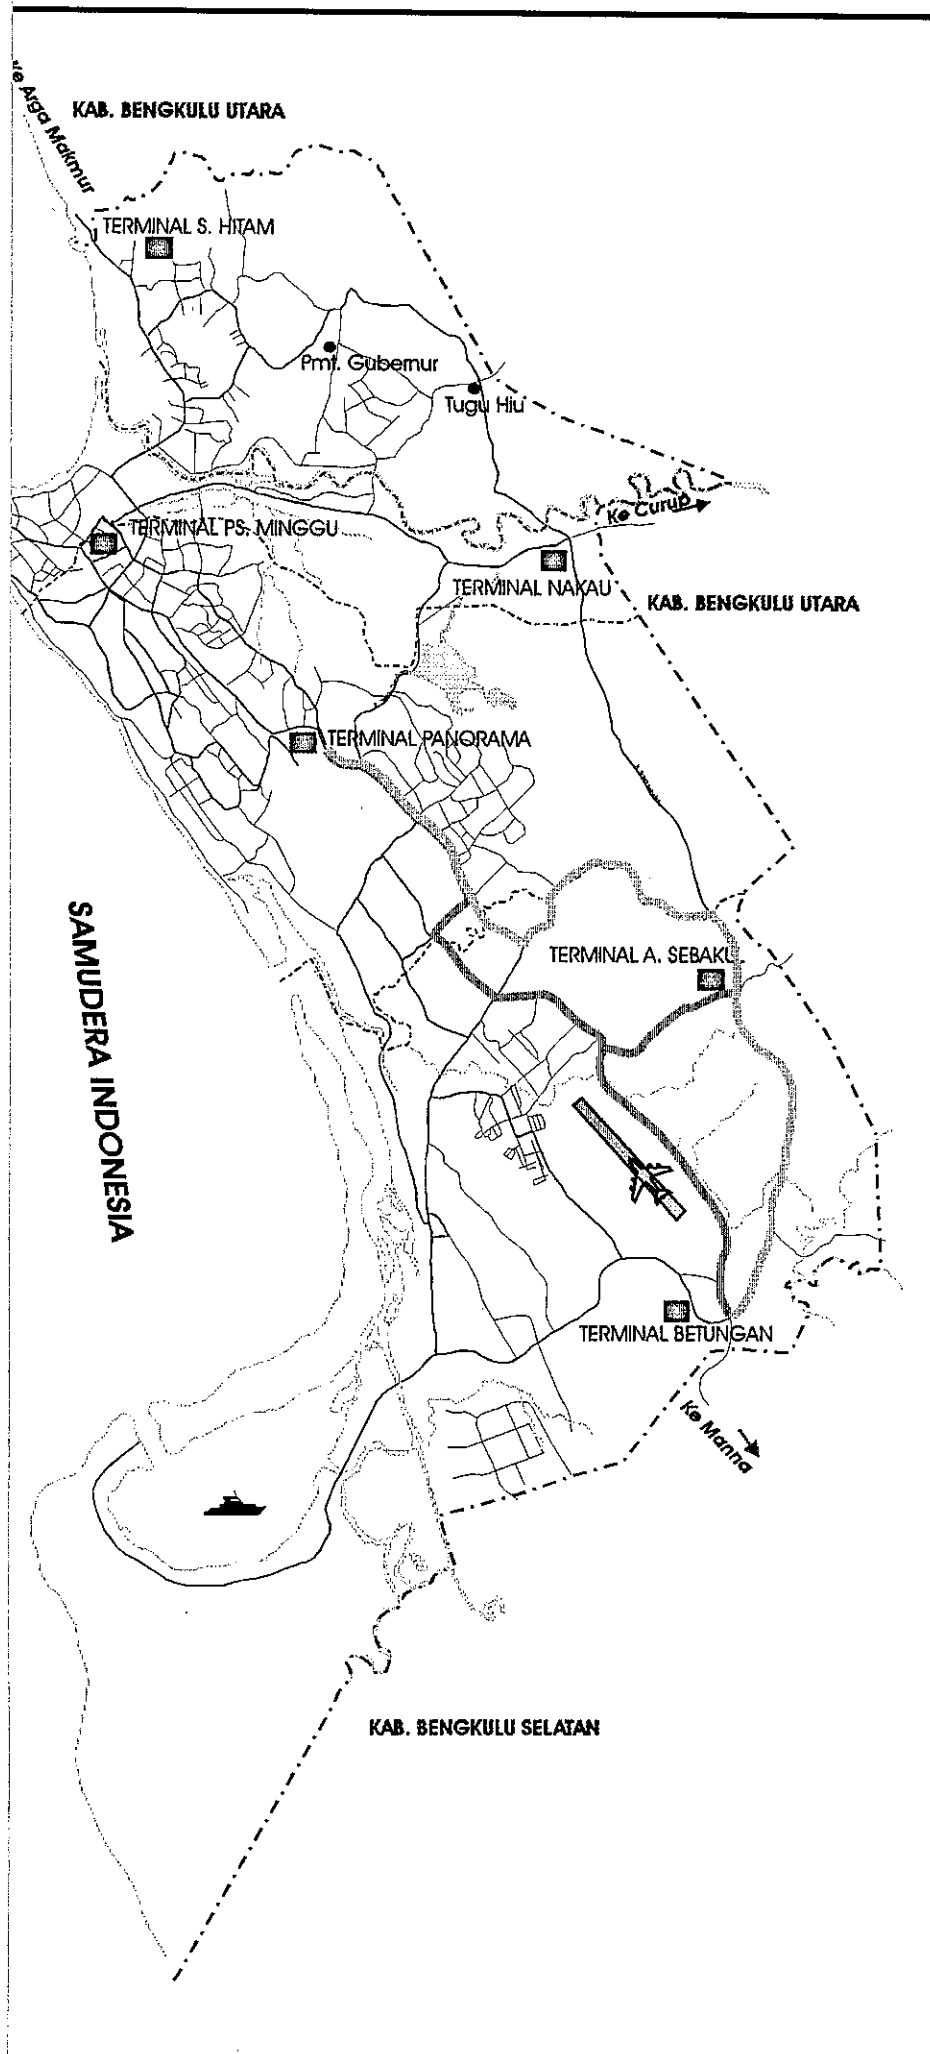 Ke Arga Makmur
KAB. BENGKULU UTARA
TERMINAL S. HITAM
Pmt. Gubernur
Tugu Hiu
Ke Curup
TERMINAL PS. MINGGU
TERMINAL NAKAU
KAB. BENGKULU UTARA
TERMINAL PANORAMA
SAMUDERA INDONESIA
TERMINAL A. SEBAKUL
TERMINAL BETUNGAN
Ke Manna
KAB. BENGKULU SELATAN